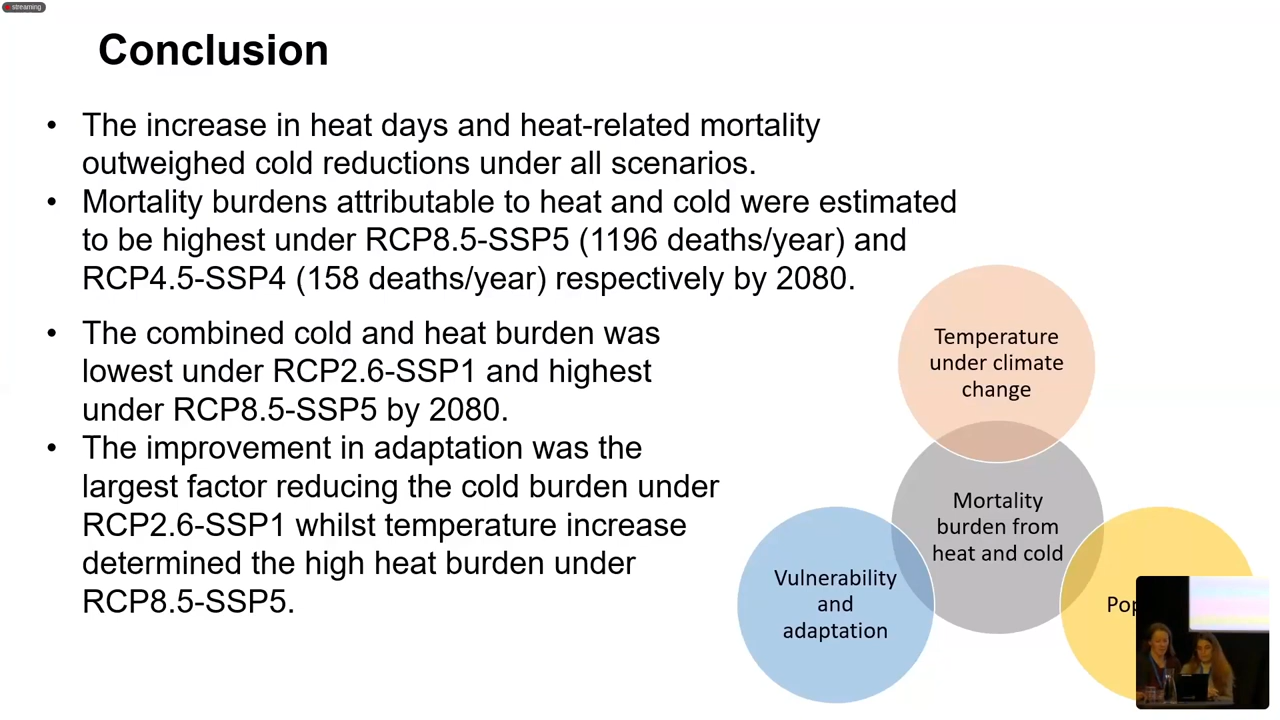 streaming
Conclusion
• The increase in heat days and heat-related mortality
outweighed cold reductions under all scenarios.
• Mortality burdens attributable to heat and cold were estimated
to be highest under RCP8.5-SSP5 (1196 deaths/year) and
RCP4.5-SSP4 (158 deaths/year) respectively by 2080.
• The combined cold and heat burden was
lowest under RCP2.6-SSP1 and highest
under RCP8.5-SSP5 by 2080.
• The improvement in adaptation was the
largest factor reducing the cold burden under
RCP2.6-SSP1 whilst temperature increase
determined the high heat burden under
RCP8.5-SSP5.
Temperature
under climate
change
Mortality
burden from
heat and cold
Vulnerability
and
adaptation